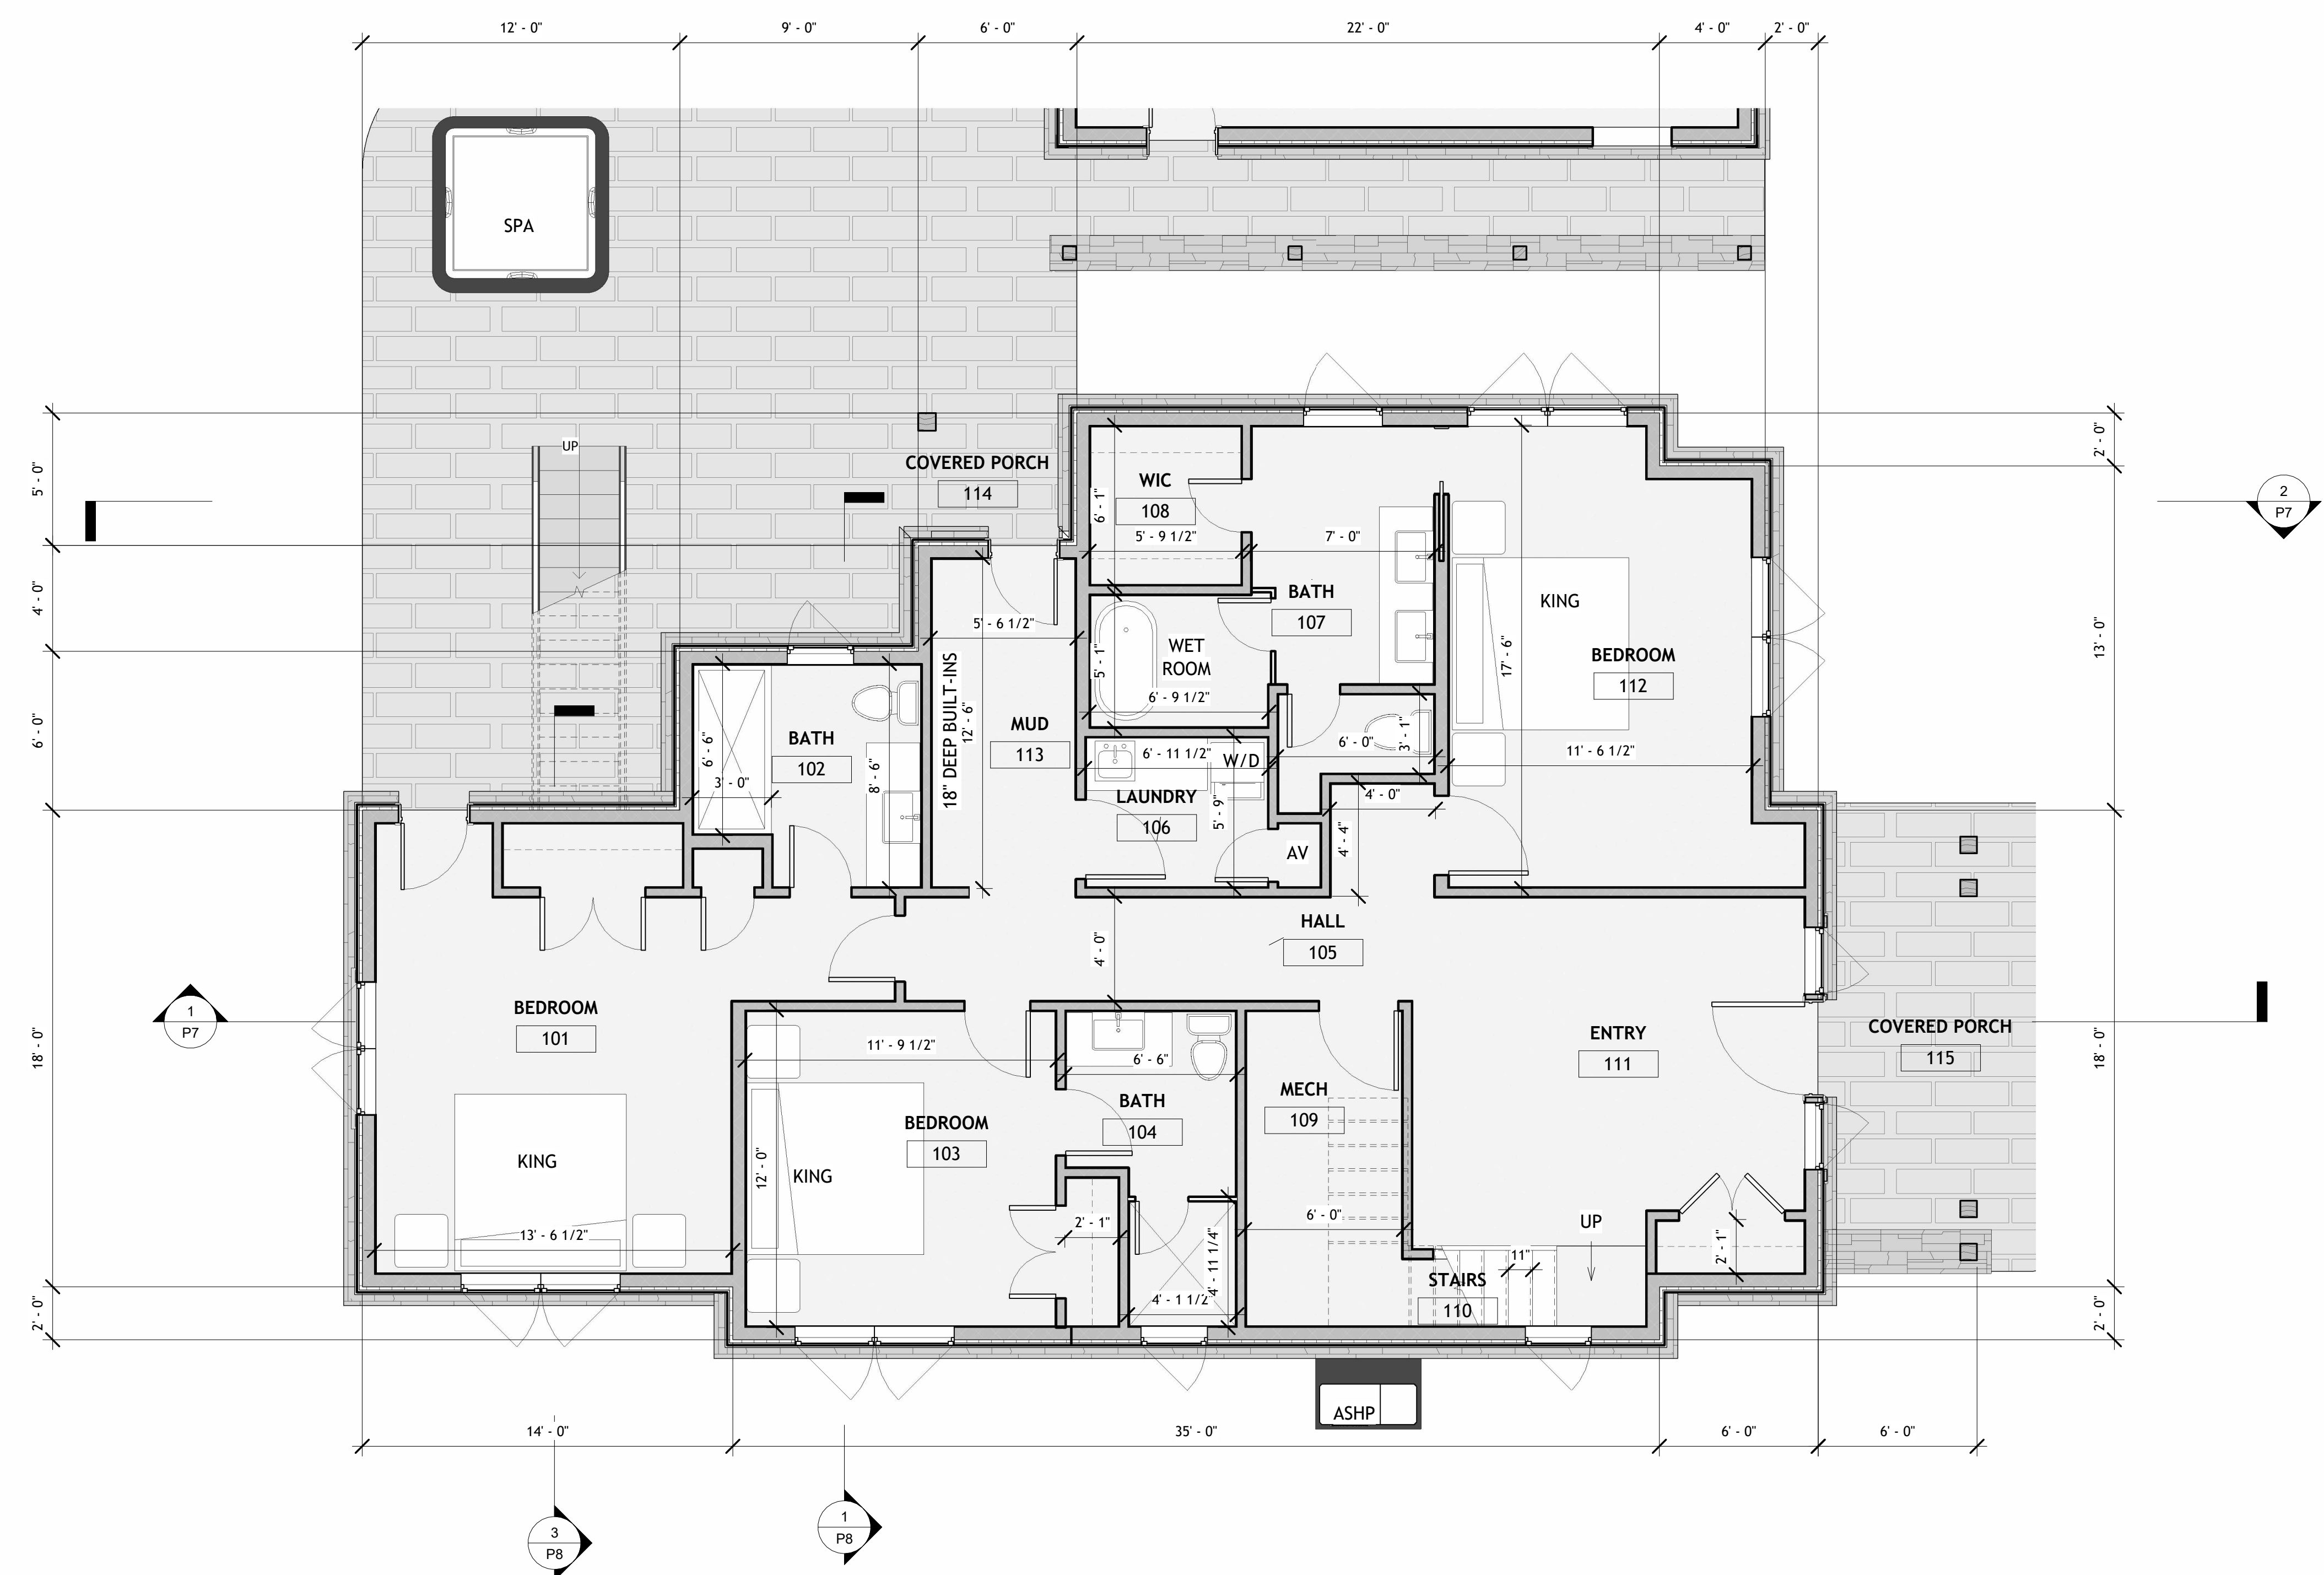 12' - 0"
9' - 0"
6' - 0"
22' - 0"
4' - 0"
2' - 0"
SPA
UP
COVERED PORCH
114
5' - 0"
4' - 0"
6' - 0"
18' - 0"
2' - 0"
2' - 0"
13' - 0"
18' - 0"
2' - 0"
2
P7
1
P7
WIC
108
6' - 1"
5' - 9 1/2"
7' - 0"
BATH
107
WET
ROOM
5' - 1"
6' - 9 1/2"
KING
BEDROOM
112
17' - 6"
11' - 6 1/2"
5' - 6 1/2"
18" DEEP BUILT-INS
12' - 6"
MUD
113
BATH
102
6' - 6"
3' - 0"
8' - 6"
6' - 11 1/2"
W/D
LAUNDRY
106
5' - 9"
6' - 0"
3' - 1"
4' - 0"
4' - 4"
AV
HALL
105
4' - 0"
BEDROOM
101
KING
13' - 6 1/2"
11' - 9 1/2"
BEDROOM
103
12' - 0"
KING
2' - 1"
6' - 6"
BATH
104
4' - 11 1/4"
4' - 1 1/2"
MECH
109
6' - 0"
ENTRY
111
UP
11"
STAIRS
110
2' - 1"
COVERED PORCH
115
ASHP
14' - 0"
35' - 0"
6' - 0"
6' - 0"
3
P8
1
P8